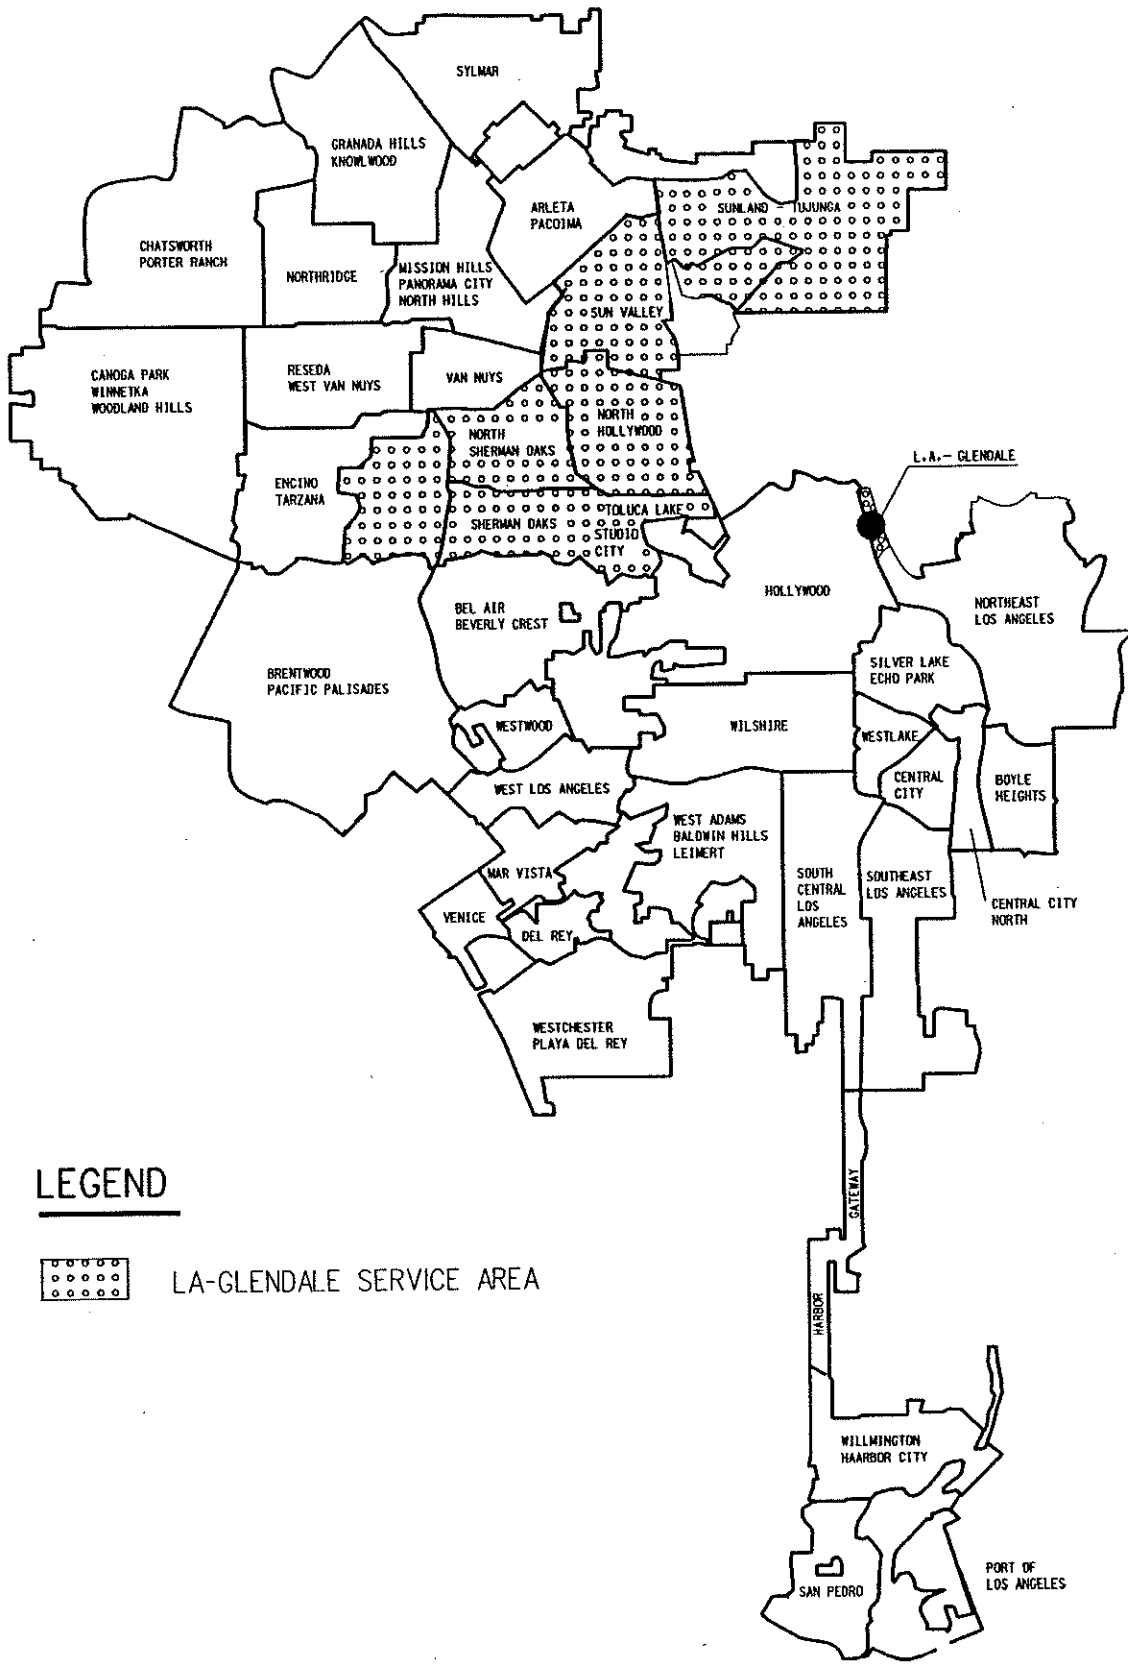 SYLMAR
GRANADA HILLS
KNOWLWOOD
ARLETA
PACOIMA
SUNLAND - TUJUNGA
CHATSWORTH
PORTER RANCH
NORTHRIDGE
MISSION HILLS
PANORAMA CITY
NORTH HILLS
SUN VALLEY
CANOGA PARK
WINNETKA
WOODLAND HILLS
RESEDA
WEST VAN NUYS
VAN NUYS
NORTH
SHERMAN OAKS
NORTH
HOLLYWOOD
L.A.- GLENDALE
ENCINO
TARZANA
SHERMAN OAKS
TOLUCA LAKE
STUDIO
CITY
HOLLYWOOD
NORTHEAST
LOS ANGELES
BEL AIR
BEVERLY CREST
BRENTWOOD
PACIFIC PALISADES
SILVER LAKE
ECHO PARK
WESTWOOD
WILSHIRE
WESTLAKE
CENTRAL
CITY
BOYLE
HEIGHTS
WEST LOS ANGELES
WEST ADAMS
BALDWIN HILLS
LEIMERT
MAR VISTA
SOUTH
CENTRAL
LOS
ANGELES
SOUTHEAST
LOS ANGELES
CENTRAL CITY
NORTH
VENICE
DEL REY
WESTCHESTER
PLAYA DEL REY
LEGEND
LA-GLENDALE SERVICE AREA
GATEWAY
HARBOR
WILLMINGTON
HAARBOR CITY
SAN PEDRO
PORT OF
LOS ANGELES